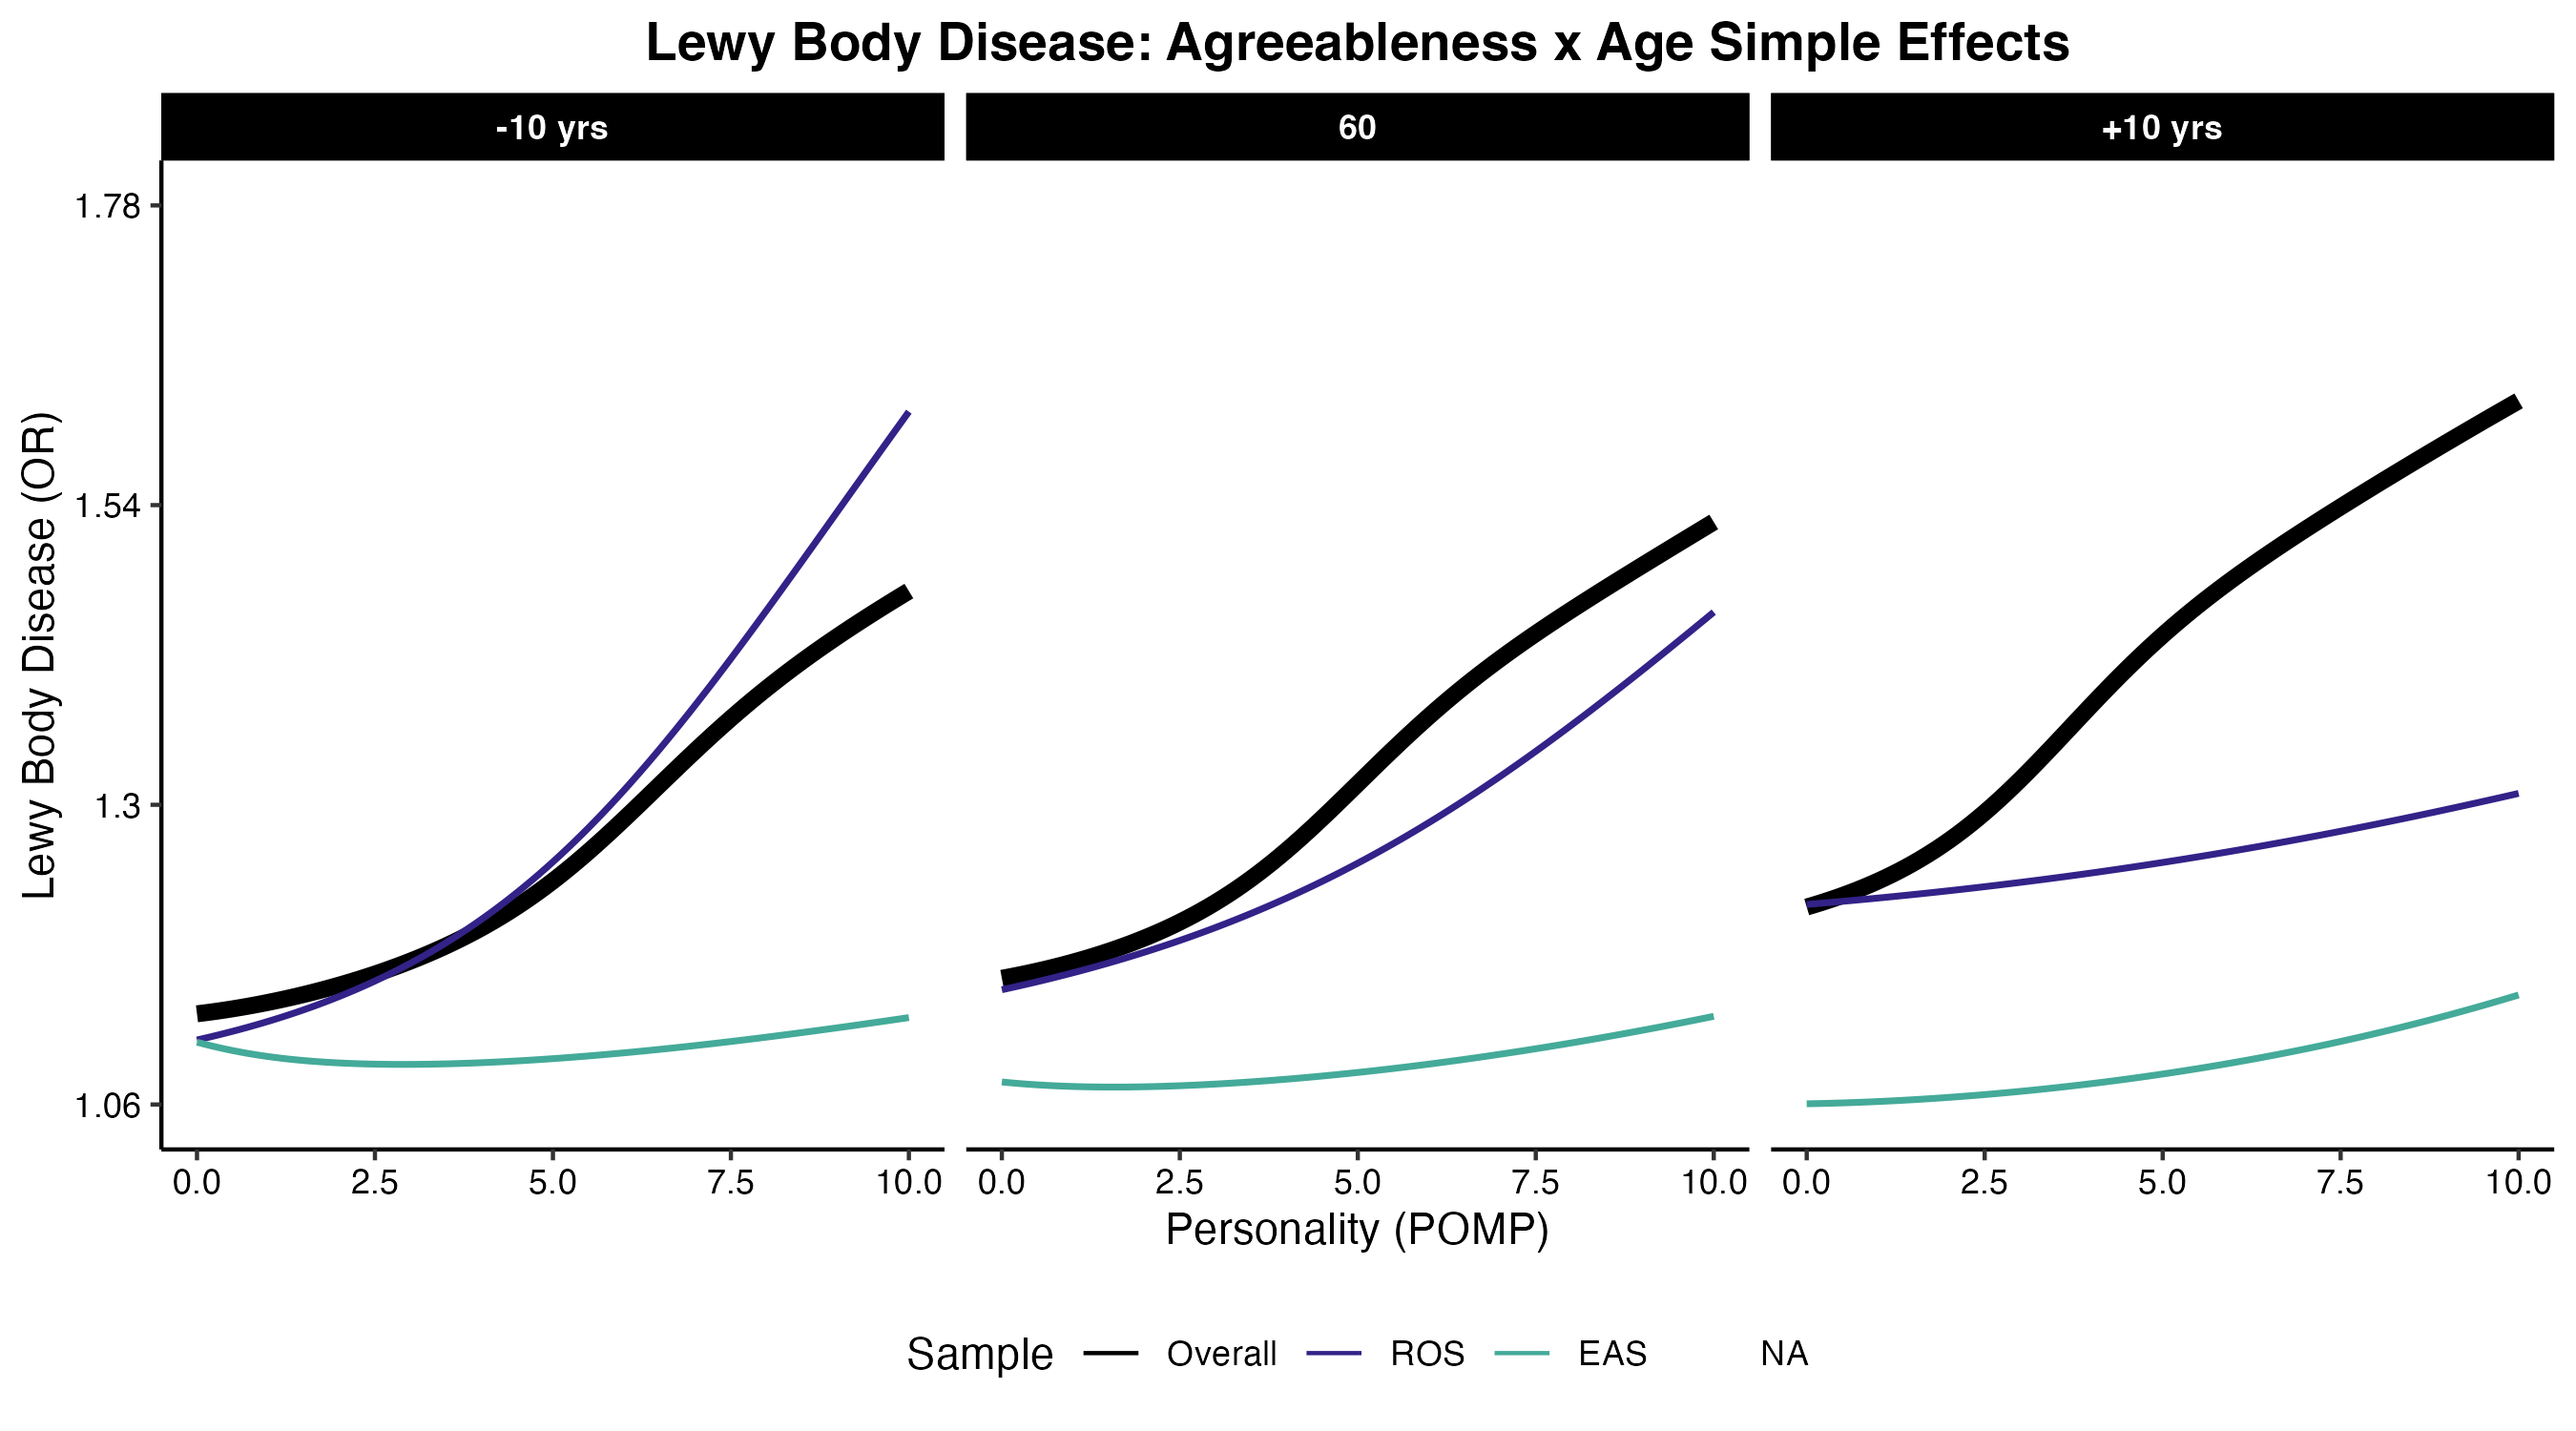 Lewy Body Disease: Agreeableness x Age Simple Effects
-10 yrs 60 +10 yrs
Lewy Body Disease (OR)
1.78
1.54
1.3
1.06
0.0 2.5 5.0 7.5 10.0 0.0 2.5 5.0 7.5 10.0 0.0 2.5 5.0 7.5 10.0
Personality (POMP)
Sample Overall ROS EAS NA